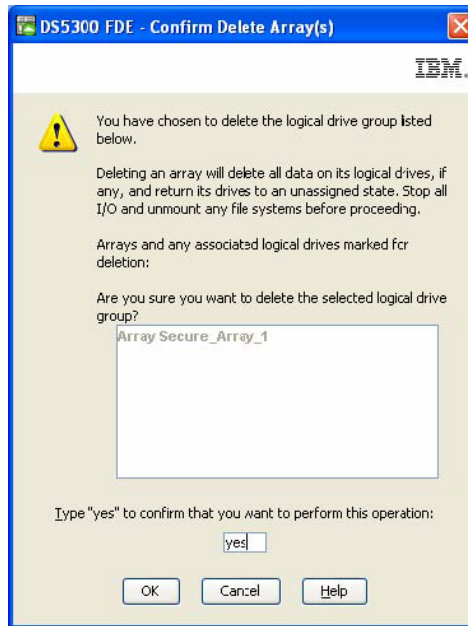 DS5300 FDE - Confirm Delete Array(s)
IBM.
You have chosen to delete the logical drive group listed
below.
Deleting an array will delete all data on its logical drives, if
any, and return its drives to an unassigned state. Stop all
I/O and unmount any file systems before proceeding.
Arrays and any associated logical drives marked for
deletion:
Are you sure you want to delete the selected logical drive
group?
Array Secure_Array_1
Type "yes" to confirm that you want to perform this operation:
yes
OK
Cancel
Help